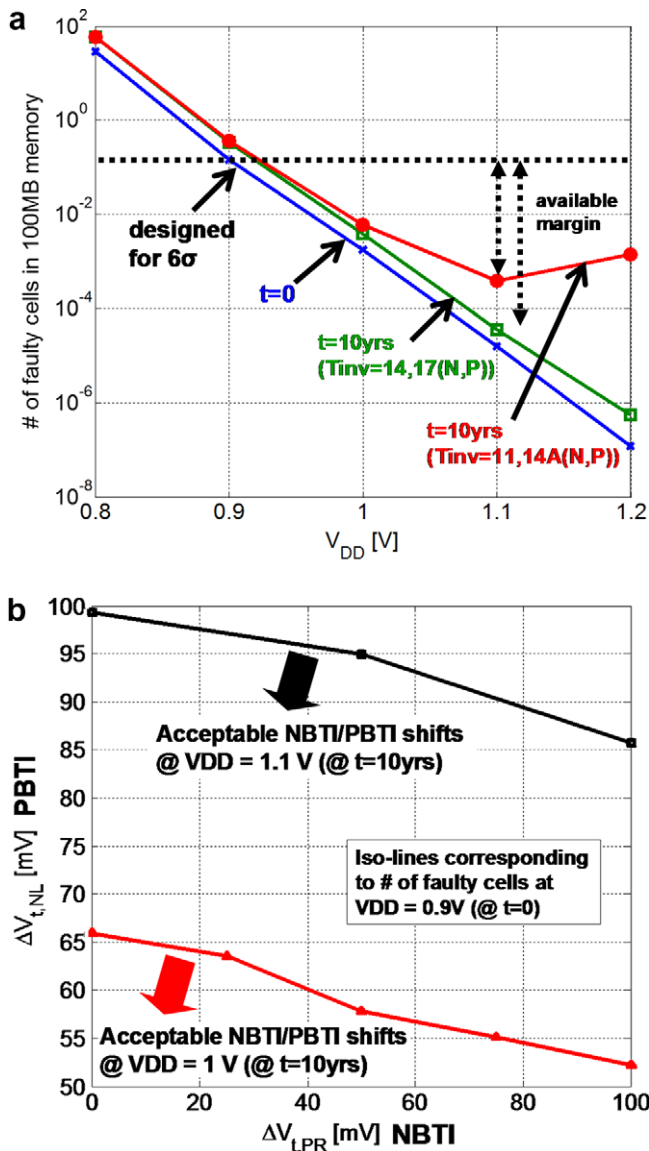 a
# of faulty cells in 100MB memory
10^2
10^0
10^-2
10^-4
10^-6
10^-8
designed
for 6σ
t=0
available
margin
t=10yrs
(Tinv=14,17(N,P))
t=10yrs
(Tinv=11,14A(N,P))
0.8
0.9
1
1.1
1.2
V_DD [V]
b
ΔV_t,NL [mV] PBTI
100
95
90
85
80
75
70
65
60
55
50
Acceptable NBTI/PBTI shifts
@ VDD = 1.1 V (@ t=10yrs)
Iso-lines corresponding
to # of faulty cells at
VDD = 0.9V (@ t=0)
Acceptable NBTI/PBTI shifts
@ VDD = 1 V (@ t=10yrs)
0
20
40
60
80
100
ΔV_t,PR [mV] NBTI